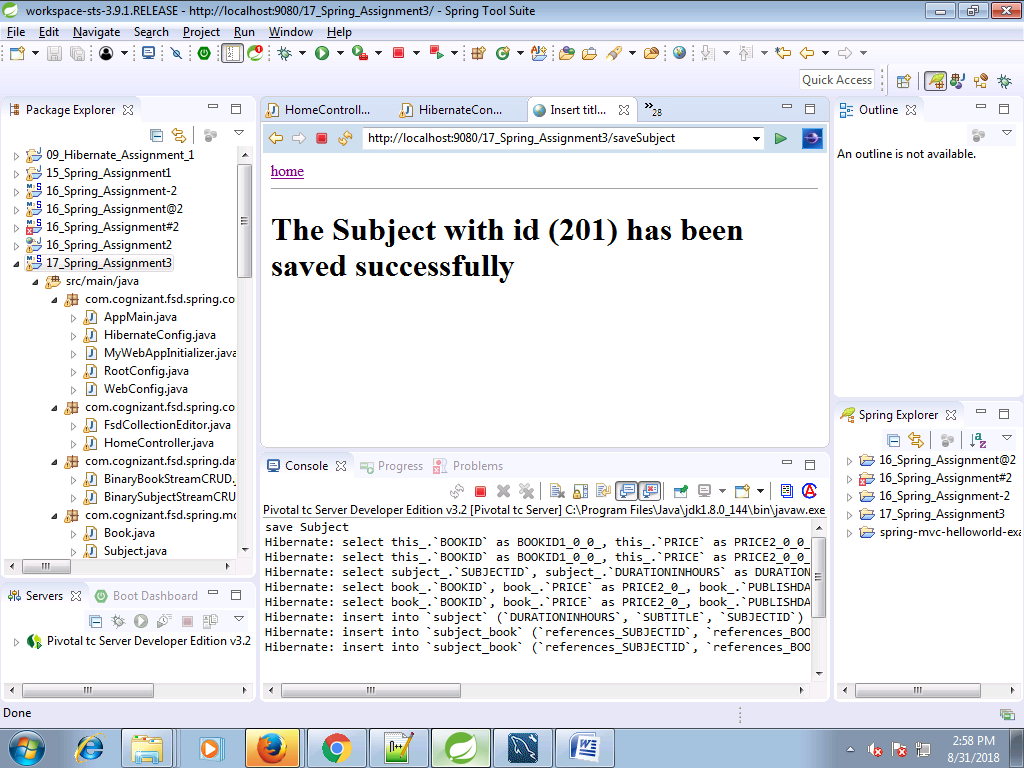 workspace-sts-3.9.1.RELEASE - http://localhost:9080/17_Spring_Assignment3/ - Spring Tool Suite
File Edit Navigate Search Project Run Window Help
Quick Access
Package Explorer
09_Hibernate_Assignment_1
15_Spring_Assignment1
16_Spring_Assignment-2
16_Spring_Assignment@2
16_Spring_Assignment#2
16_Spring_Assignment2
17_Spring_Assignment3
src/main/java
com.cognizant.fsd.spring.co
AppMain.java
HibernateConfig.java
MyWebAppInitializer.java
RootConfig.java
WebConfig.java
com.cognizant.fsd.spring.co
FsdCollectionEditor.java
HomeController.java
com.cognizant.fsd.spring.da
BinaryBookStreamCRUD.
BinarySubjectStreamCRU
com.cognizant.fsd.spring.mo
Book.java
Subject.java
Servers Boot Dashboard
Pivotal tc Server Developer Edition v3.2
HomeControll... HibernateCon... Insert titl... »28
http://localhost:9080/17_Spring_Assignment3/saveSubject
home
The Subject with id (201) has been
saved successfully
Console Progress Problems
Pivotal tc Server Developer Edition v3.2 [Pivotal tc Server] C:\Program Files\Java\jdk1.8.0_144\bin\javaw.exe
save Subject
Hibernate: select this_.`BOOKID` as BOOKID1_0_0_, this_.`PRICE` as PRICE2_0_0_
Hibernate: select this_.`BOOKID` as BOOKID1_0_0_, this_.`PRICE` as PRICE2_0_0_
Hibernate: select subject_.`SUBJECTID`, subject_.`DURATIONINHOURS` as DURATION
Hibernate: select book_.`BOOKID`, book_.`PRICE` as PRICE2_0_, book_.`PUBLISHDA
Hibernate: select book_.`BOOKID`, book_.`PRICE` as PRICE2_0_, book_.`PUBLISHDA
Hibernate: insert into `subject` (`DURATIONINHOURS`, `SUBTITLE`, `SUBJECTID`)
Hibernate: insert into `subject_book` (`references_SUBJECTID`, `references_BOO
Hibernate: insert into `subject_book` (`references_SUBJECTID`, `references_BOO
Outline
An outline is not available.
Spring Explorer
16_Spring_Assignment@2
16_Spring_Assignment#2
16_Spring_Assignment-2
17_Spring_Assignment3
spring-mvc-helloworld-exa
Done
2:58 PM
8/31/2018